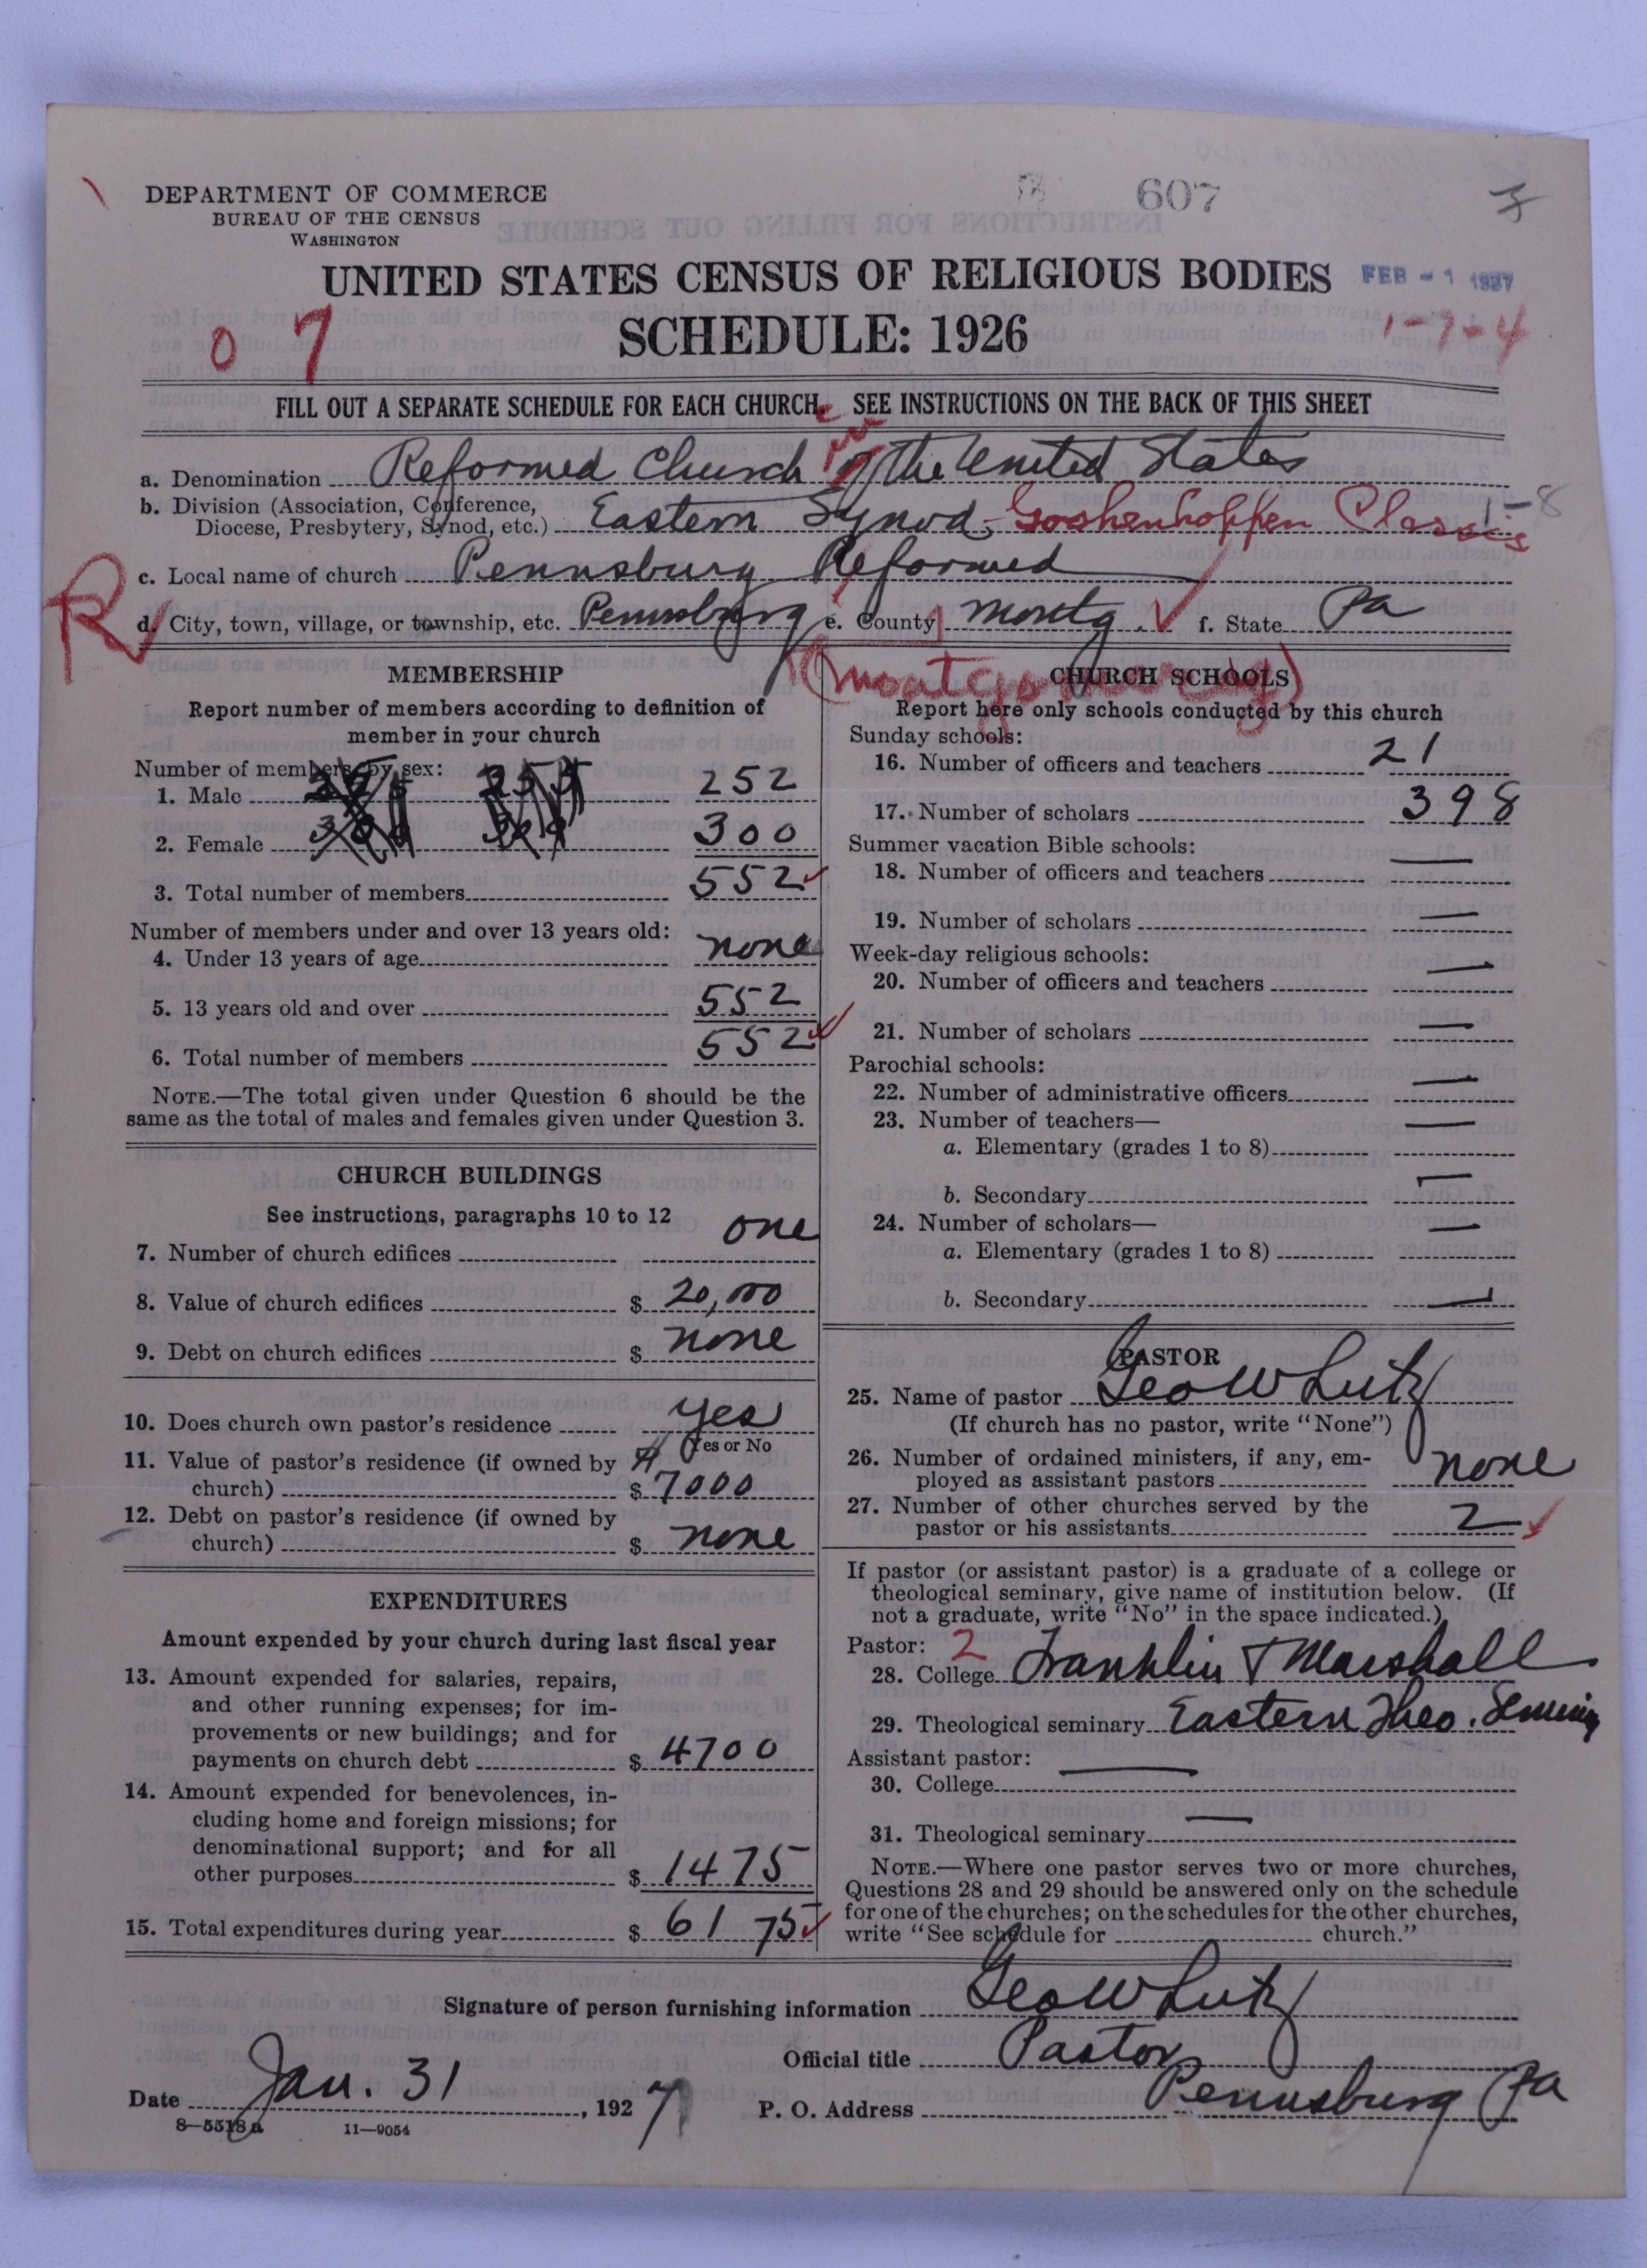 DEPARTMENT OF COMMERCE
BUREAU OF THE CENSUS
WASHINGTON
607
UNITED STATES CENSUS OF RELIGIOUS BODIES
FEB - 1 1927
SCHEDULE: 1926
0 7
1-7-4
FILL OUT A SEPARATE SCHEDULE FOR EACH CHURCH. SEE INSTRUCTIONS ON THE BACK OF THIS SHEET
a. Denomination Reformed Church in of the United States
b. Division (Association, Conference,
Diocese, Presbytery, Synod, etc.) Eastern Synod - Goshenhoppen Classis 1-8
c. Local name of church Pennsburg Reformed
R
d. City, town, village, or township, etc. Pennsburg e. County Montg. f. State Pa
(Montgomery)
MEMBERSHIP
Report number of members according to definition of
member in your church
Number of members by sex:
1. Male 252
2. Female 300
3. Total number of members 552
Number of members under and over 13 years old:
4. Under 13 years of age none
5. 13 years old and over 552
6. Total number of members 552
NOTE.—The total given under Question 6 should be the
same as the total of males and females given under Question 3.
CHURCH BUILDINGS
See instructions, paragraphs 10 to 12
7. Number of church edifices one
8. Value of church edifices $ 20,000
9. Debt on church edifices $ none
10. Does church own pastor's residence yes
Yes or No
11. Value of pastor's residence (if owned by
church) $ 7000
12. Debt on pastor's residence (if owned by
church) $ none
EXPENDITURES
Amount expended by your church during last fiscal year
13. Amount expended for salaries, repairs,
and other running expenses; for im-
provements or new buildings; and for
payments on church debt $ 4700
14. Amount expended for benevolences, in-
cluding home and foreign missions; for
denominational support; and for all
other purposes $ 1475
15. Total expenditures during year $ 6175
CHURCH SCHOOLS
Report here only schools conducted by this church
Sunday schools:
16. Number of officers and teachers 21
17. Number of scholars 398
Summer vacation Bible schools:
18. Number of officers and teachers —
19. Number of scholars —
Week-day religious schools:
20. Number of officers and teachers —
21. Number of scholars —
Parochial schools:
22. Number of administrative officers —
23. Number of teachers—
a. Elementary (grades 1 to 8) —
b. Secondary —
24. Number of scholars—
a. Elementary (grades 1 to 8) —
b. Secondary —
PASTOR
25. Name of pastor Geo W Lutz
(If church has no pastor, write "None")
26. Number of ordained ministers, if any, em-
ployed as assistant pastors none
27. Number of other churches served by the
pastor or his assistants 2
If pastor (or assistant pastor) is a graduate of a college or
theological seminary, give name of institution below. (If
not a graduate, write "No" in the space indicated.)
Pastor: 2
28. College Franklin & Marshall
29. Theological seminary Eastern Theo. Seminary
Assistant pastor:
30. College —
31. Theological seminary —
NOTE.—Where one pastor serves two or more churches,
Questions 28 and 29 should be answered only on the schedule
for one of the churches; on the schedules for the other churches,
write "See schedule for church."
Signature of person furnishing information Geo W Lutz
Official title Pastor
Date Jan. 31, 1927
P. O. Address Pennsburg Pa
8—5518a 11—9054